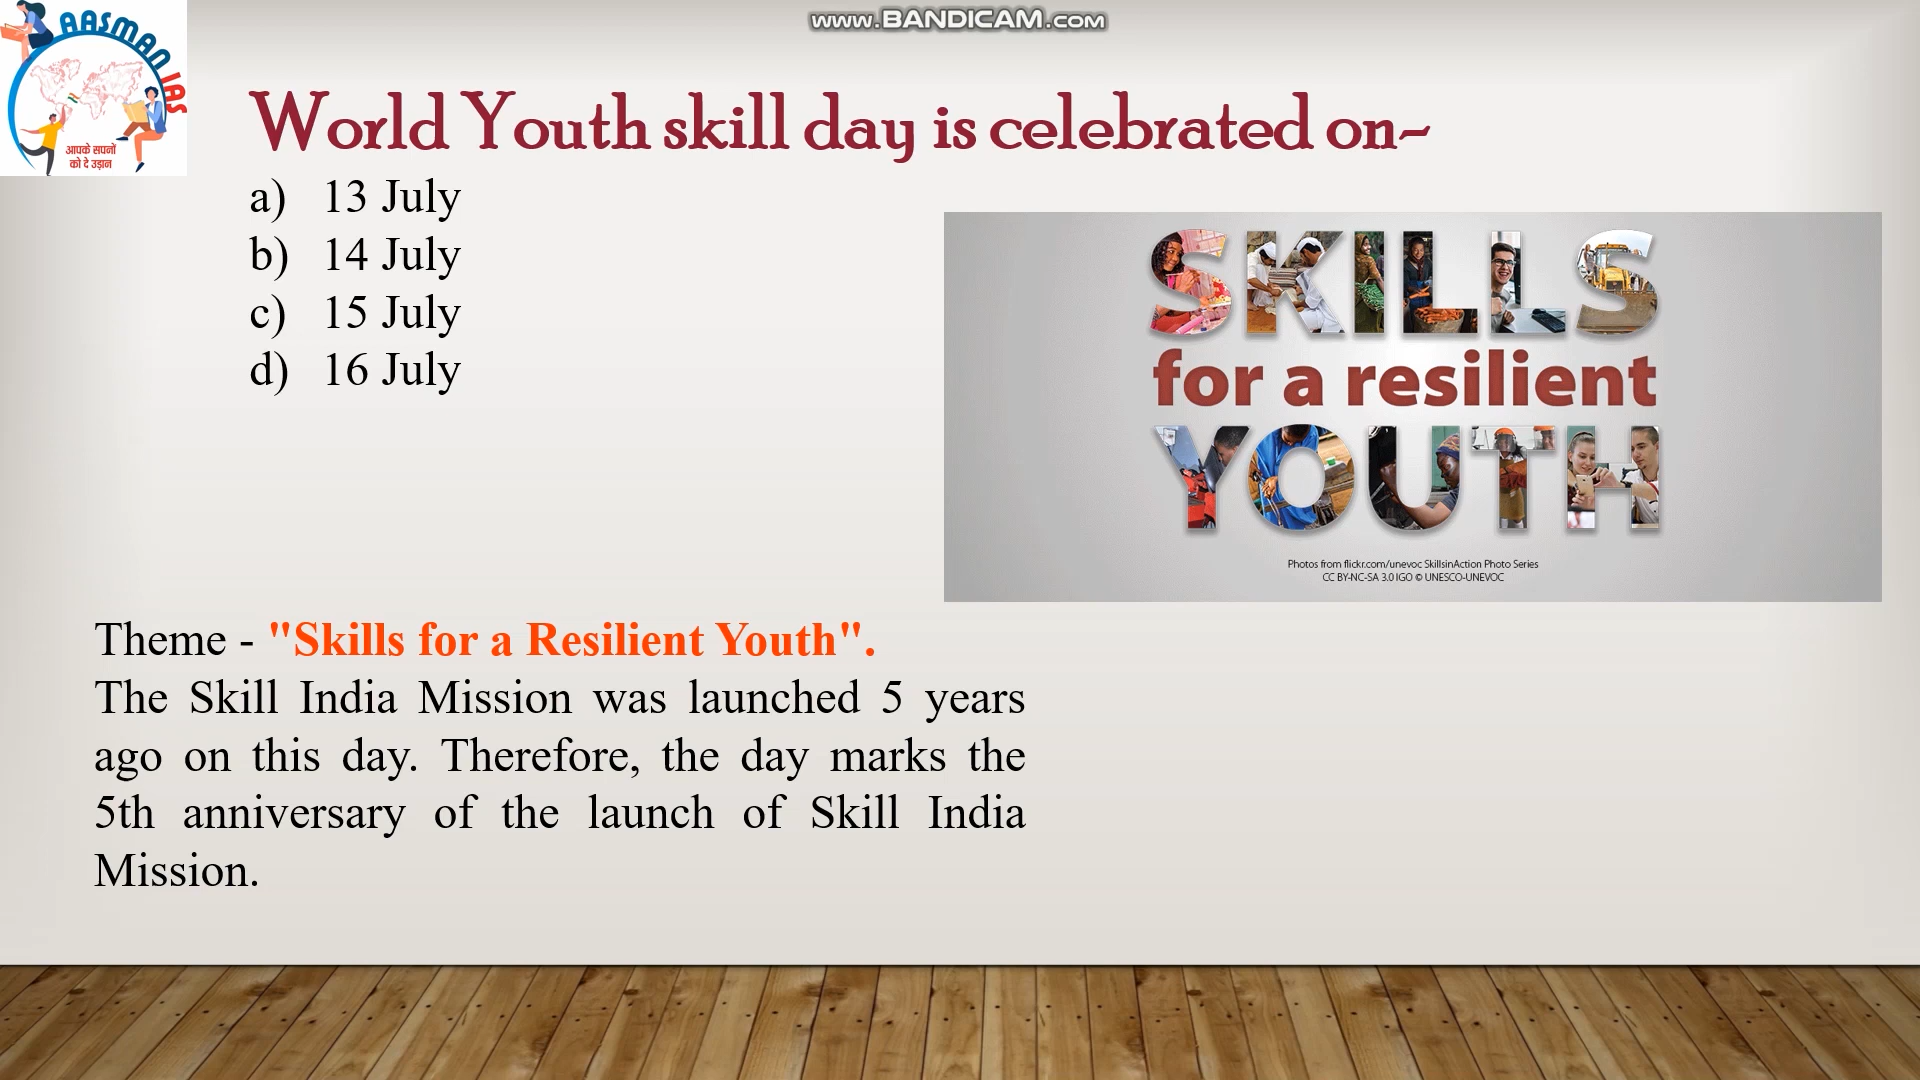 www.BANDICAM.com
AASMAN IAS
आपके सपनों
को दे उड़ान
World Youth skill day is celebrated on-
a) 13 July
b) 14 July
c) 15 July
d) 16 July
SKILLS
for a resilient
YOUTH
Photos from flickr.com/unevoc SkillsinAction Photo Series
CC BY-NC-SA 3.0 IGO © UNESCO-UNEVOC
Theme - "Skills for a Resilient Youth".
The Skill India Mission was launched 5 years
ago on this day. Therefore, the day marks the
5th anniversary of the launch of Skill India
Mission.